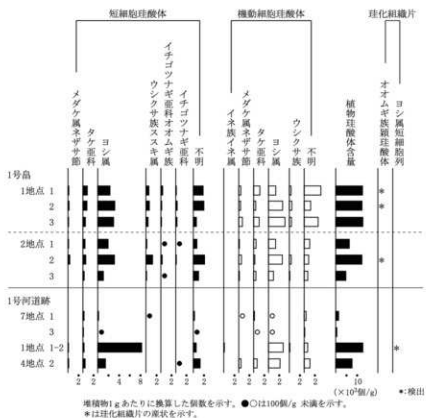 短細胞珪酸体
機動細胞珪酸体
珪化組織片
メダケ属ネザサ節
タケ亜科
ヨシ属
ウシクサ族ススキ属
イチゴツナギ亜科オオムギ族
イチゴツナギ亜科
不明
イネ族イネ属
メダケ属ネザサ節
タケ亜科
ヨシ属
ウシクサ族
不明
植物珪酸体含量
オオムギ族穎珪酸体
ヨシ属短細胞列
1号畠
1地点 1
2
3
2地点 1
2
3
1号河道跡
7地点 1
3
1地点 1-2
4地点 2
2 2 4 8 2 2 2 2 2 2 2 2 2 2 10
(×10³個/g)
*:検出
堆積物1gあたりに換算した個数を示す。●○は100個/g 未満を示す。
*は珪化組織片の産状を示す。